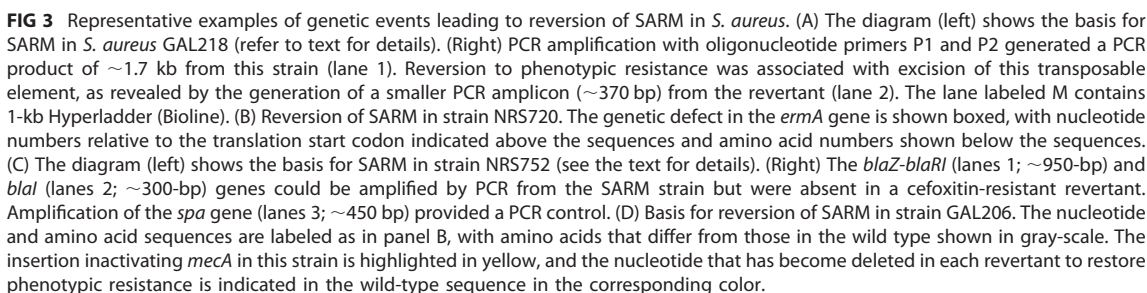 FIG 3 Representative examples of genetic events leading to reversion of SARM in S. aureus. (A) The diagram (left) shows the basis for
SARM in S. aureus GAL218 (refer to text for details). (Right) PCR amplification with oligonucleotide primers P1 and P2 generated a PCR
product of ∼1.7 kb from this strain (lane 1). Reversion to phenotypic resistance was associated with excision of this transposable
element, as revealed by the generation of a smaller PCR amplicon (∼370 bp) from the revertant (lane 2). The lane labeled M contains
1-kb Hyperladder (Bioline). (B) Reversion of SARM in strain NRS720. The genetic defect in the ermA gene is shown boxed, with nucleotide
numbers relative to the translation start codon indicated above the sequences and amino acid numbers shown below the sequences.
(C) The diagram (left) shows the basis for SARM in strain NRS752 (see the text for details). (Right) The blaZ-blaRI (lanes 1; ∼950-bp) and
blaI (lanes 2; ∼300-bp) genes could be amplified by PCR from the SARM strain but were absent in a cefoxitin-resistant revertant.
Amplification of the spa gene (lanes 3; ∼450 bp) provided a PCR control. (D) Basis for reversion of SARM in strain GAL206. The nucleotide
and amino acid sequences are labeled as in panel B, with amino acids that differ from those in the wild type shown in gray-scale. The
insertion inactivating mecA in this strain is highlighted in yellow, and the nucleotide that has become deleted in each revertant to restore
phenotypic resistance is indicated in the wild-type sequence in the corresponding color.